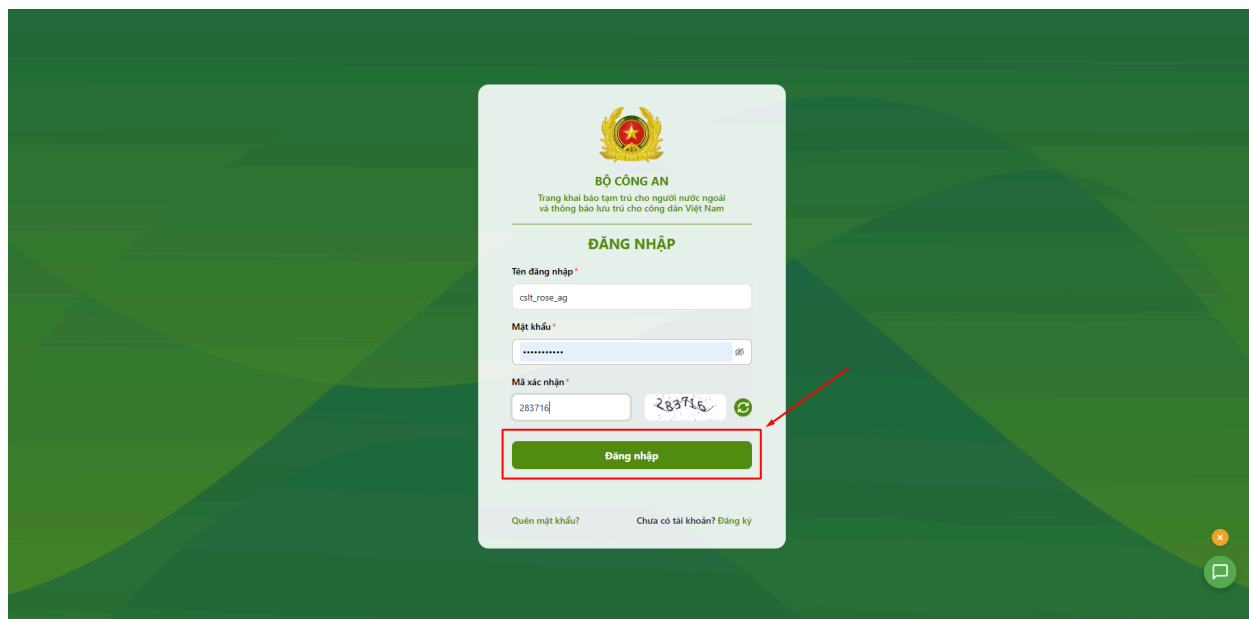 BỘ CÔNG AN
Trang khai báo tạm trú cho người nước ngoài
và thông báo lưu trú cho công dân Việt Nam
ĐĂNG NHẬP
Tên đăng nhập *
cslt_rose_ag
Mật khẩu *
•••••••••••
Mã xác nhận *
283716 283716
Đăng nhập
Quên mật khẩu? Chưa có tài khoản? Đăng ký